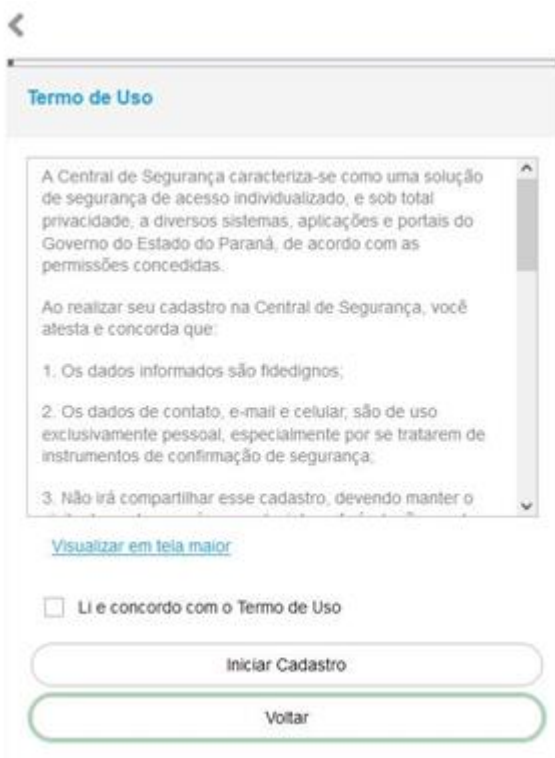 Termo de Uso
A Central de Segurança caracteriza-se como uma solução
de segurança de acesso individualizado, e sob total
privacidade, a diversos sistemas, aplicações e portais do
Governo do Estado do Paraná, de acordo com as
permissões concedidas.
Ao realizar seu cadastro na Central de Segurança, você
atesta e concorda que:
1. Os dados informados são fidedignos;
2. Os dados de contato, e-mail e celular, são de uso
exclusivamente pessoal, especialmente por se tratarem de
instrumentos de confirmação de segurança;
3. Não irá compartilhar esse cadastro, devendo manter o
Visualizar em tela maior
Li e concordo com o Termo de Uso
Iniciar Cadastro
Voltar